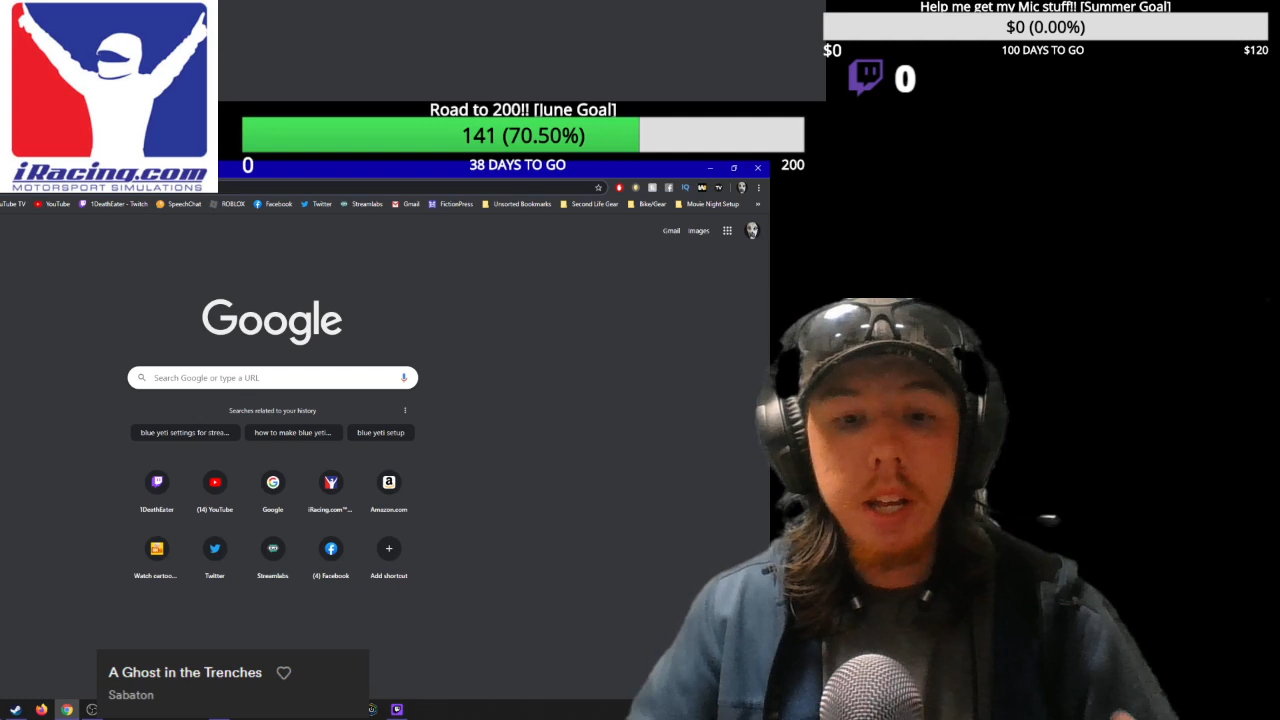 iRacing.com
MOTORSPORT SIMULATIONS
Help me get my Mic stuff!! [Summer Goal]
$0 (0.00%)
$0
100 DAYS TO GO
$120
0
Road to 200!! [June Goal]
141 (70.50%)
0
38 DAYS TO GO
200
uTube TV
YouTube
1DeathEater - Twitch
SpeechChat
ROBLOX
Facebook
Twitter
Streamlabs
Gmail
FictionPress
Unsorted Bookmarks
Second Life Gear
Bike/Gear
Movie Night Setup
Gmail
Images
Google
Search Google or type a URL
Searches related to your history
blue yeti settings for strea...
how to make blue yeti...
blue yeti setup
1DeathEater
(14) YouTube
Google
iRacing.com™...
Amazon.com
Watch cartoo...
Twitter
Streamlabs
(4) Facebook
Add shortcut
A Ghost in the Trenches
Sabaton